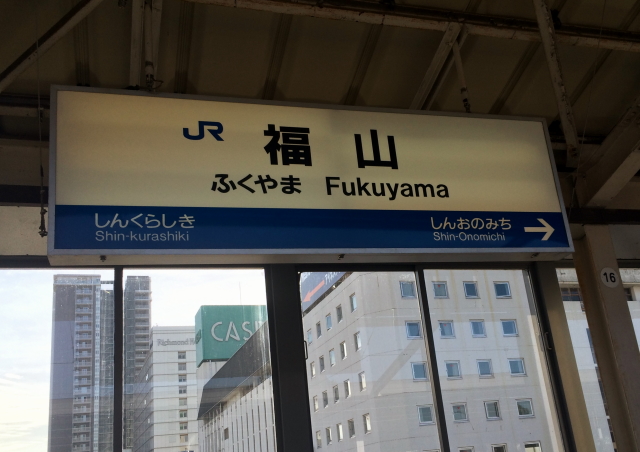 JR 福山
ふくやま Fukuyama
しんくらしき
Shin-kurashiki
しんおのみち
Shin-Onomichi
16
Richmond
CAS